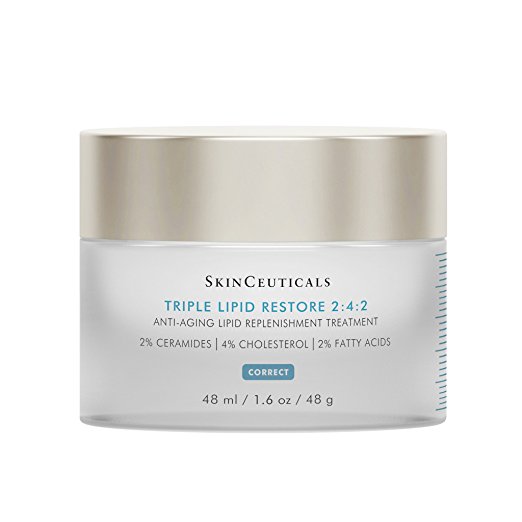 SKINCEUTICALS
TRIPLE LIPID RESTORE 2:4:2
ANTI-AGING LIPID REPLENISHMENT TREATMENT
2% CERAMIDES | 4% CHOLESTEROL | 2% FATTY ACIDS
CORRECT
48 ml / 1.6 oz / 48 g